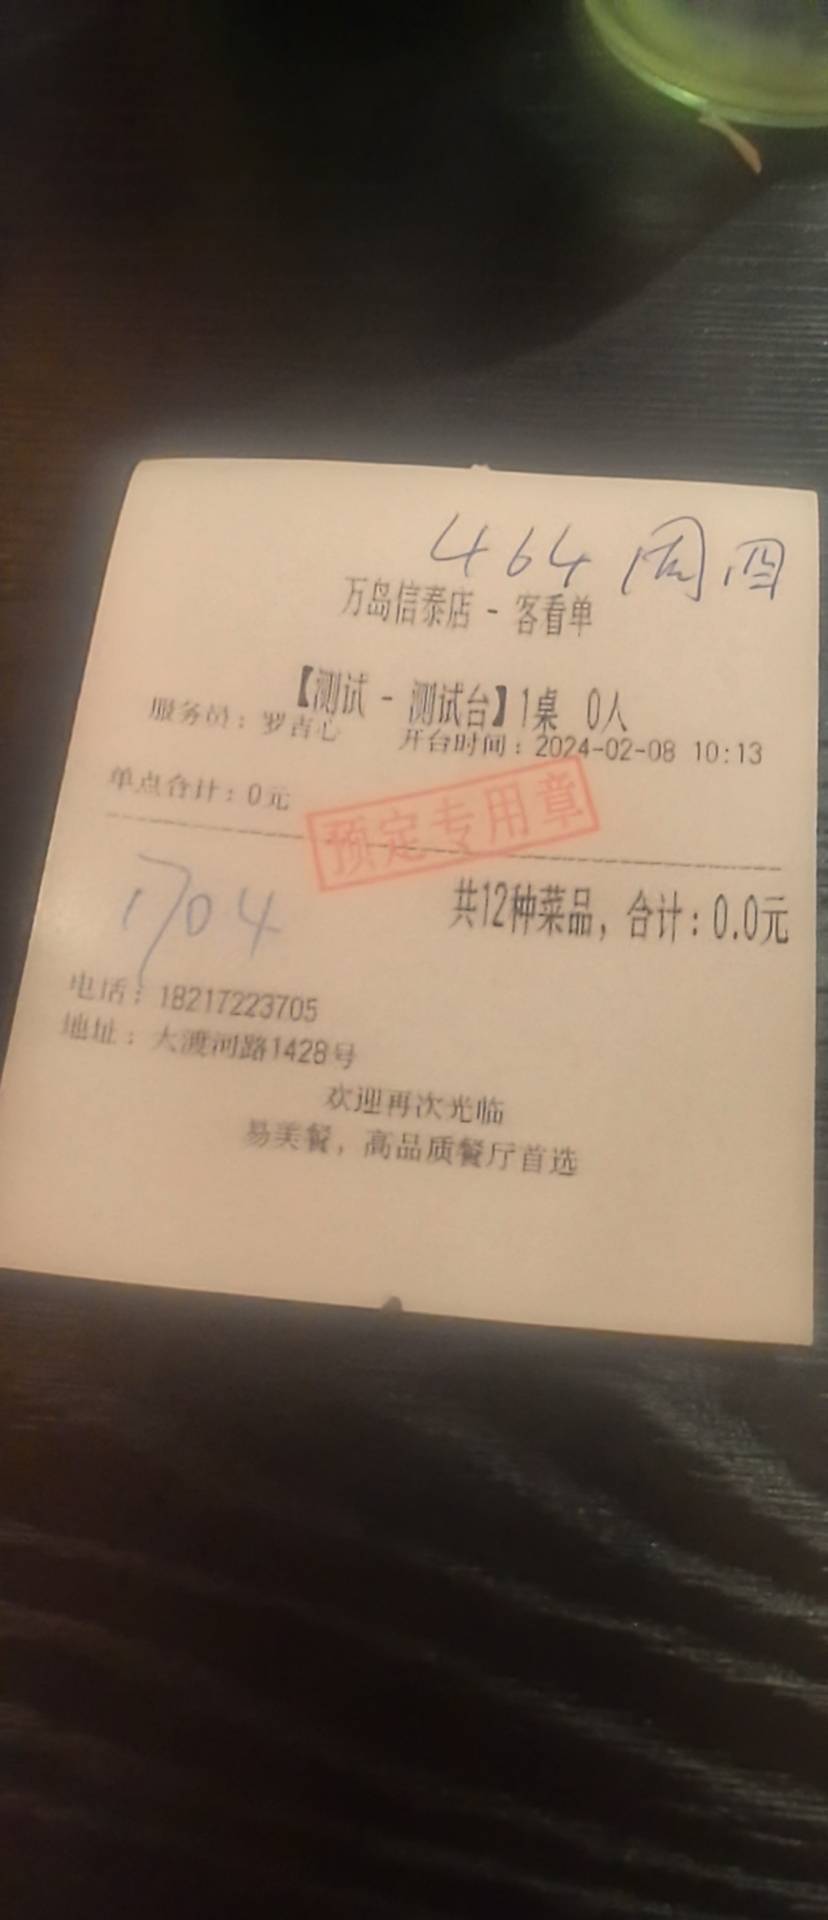 464 周四
万岛信泰店 - 客看单
【测试 - 测试台】1桌 0人
服务员：罗吉心 开台时间：2024-02-08 10:13
单点合计：0元
预定专用章
共12种菜品，合计：0.0元
1704
电话：18217223705
地址：大渡河路1428号
欢迎再次光临
易美餐，高品质餐厅首选